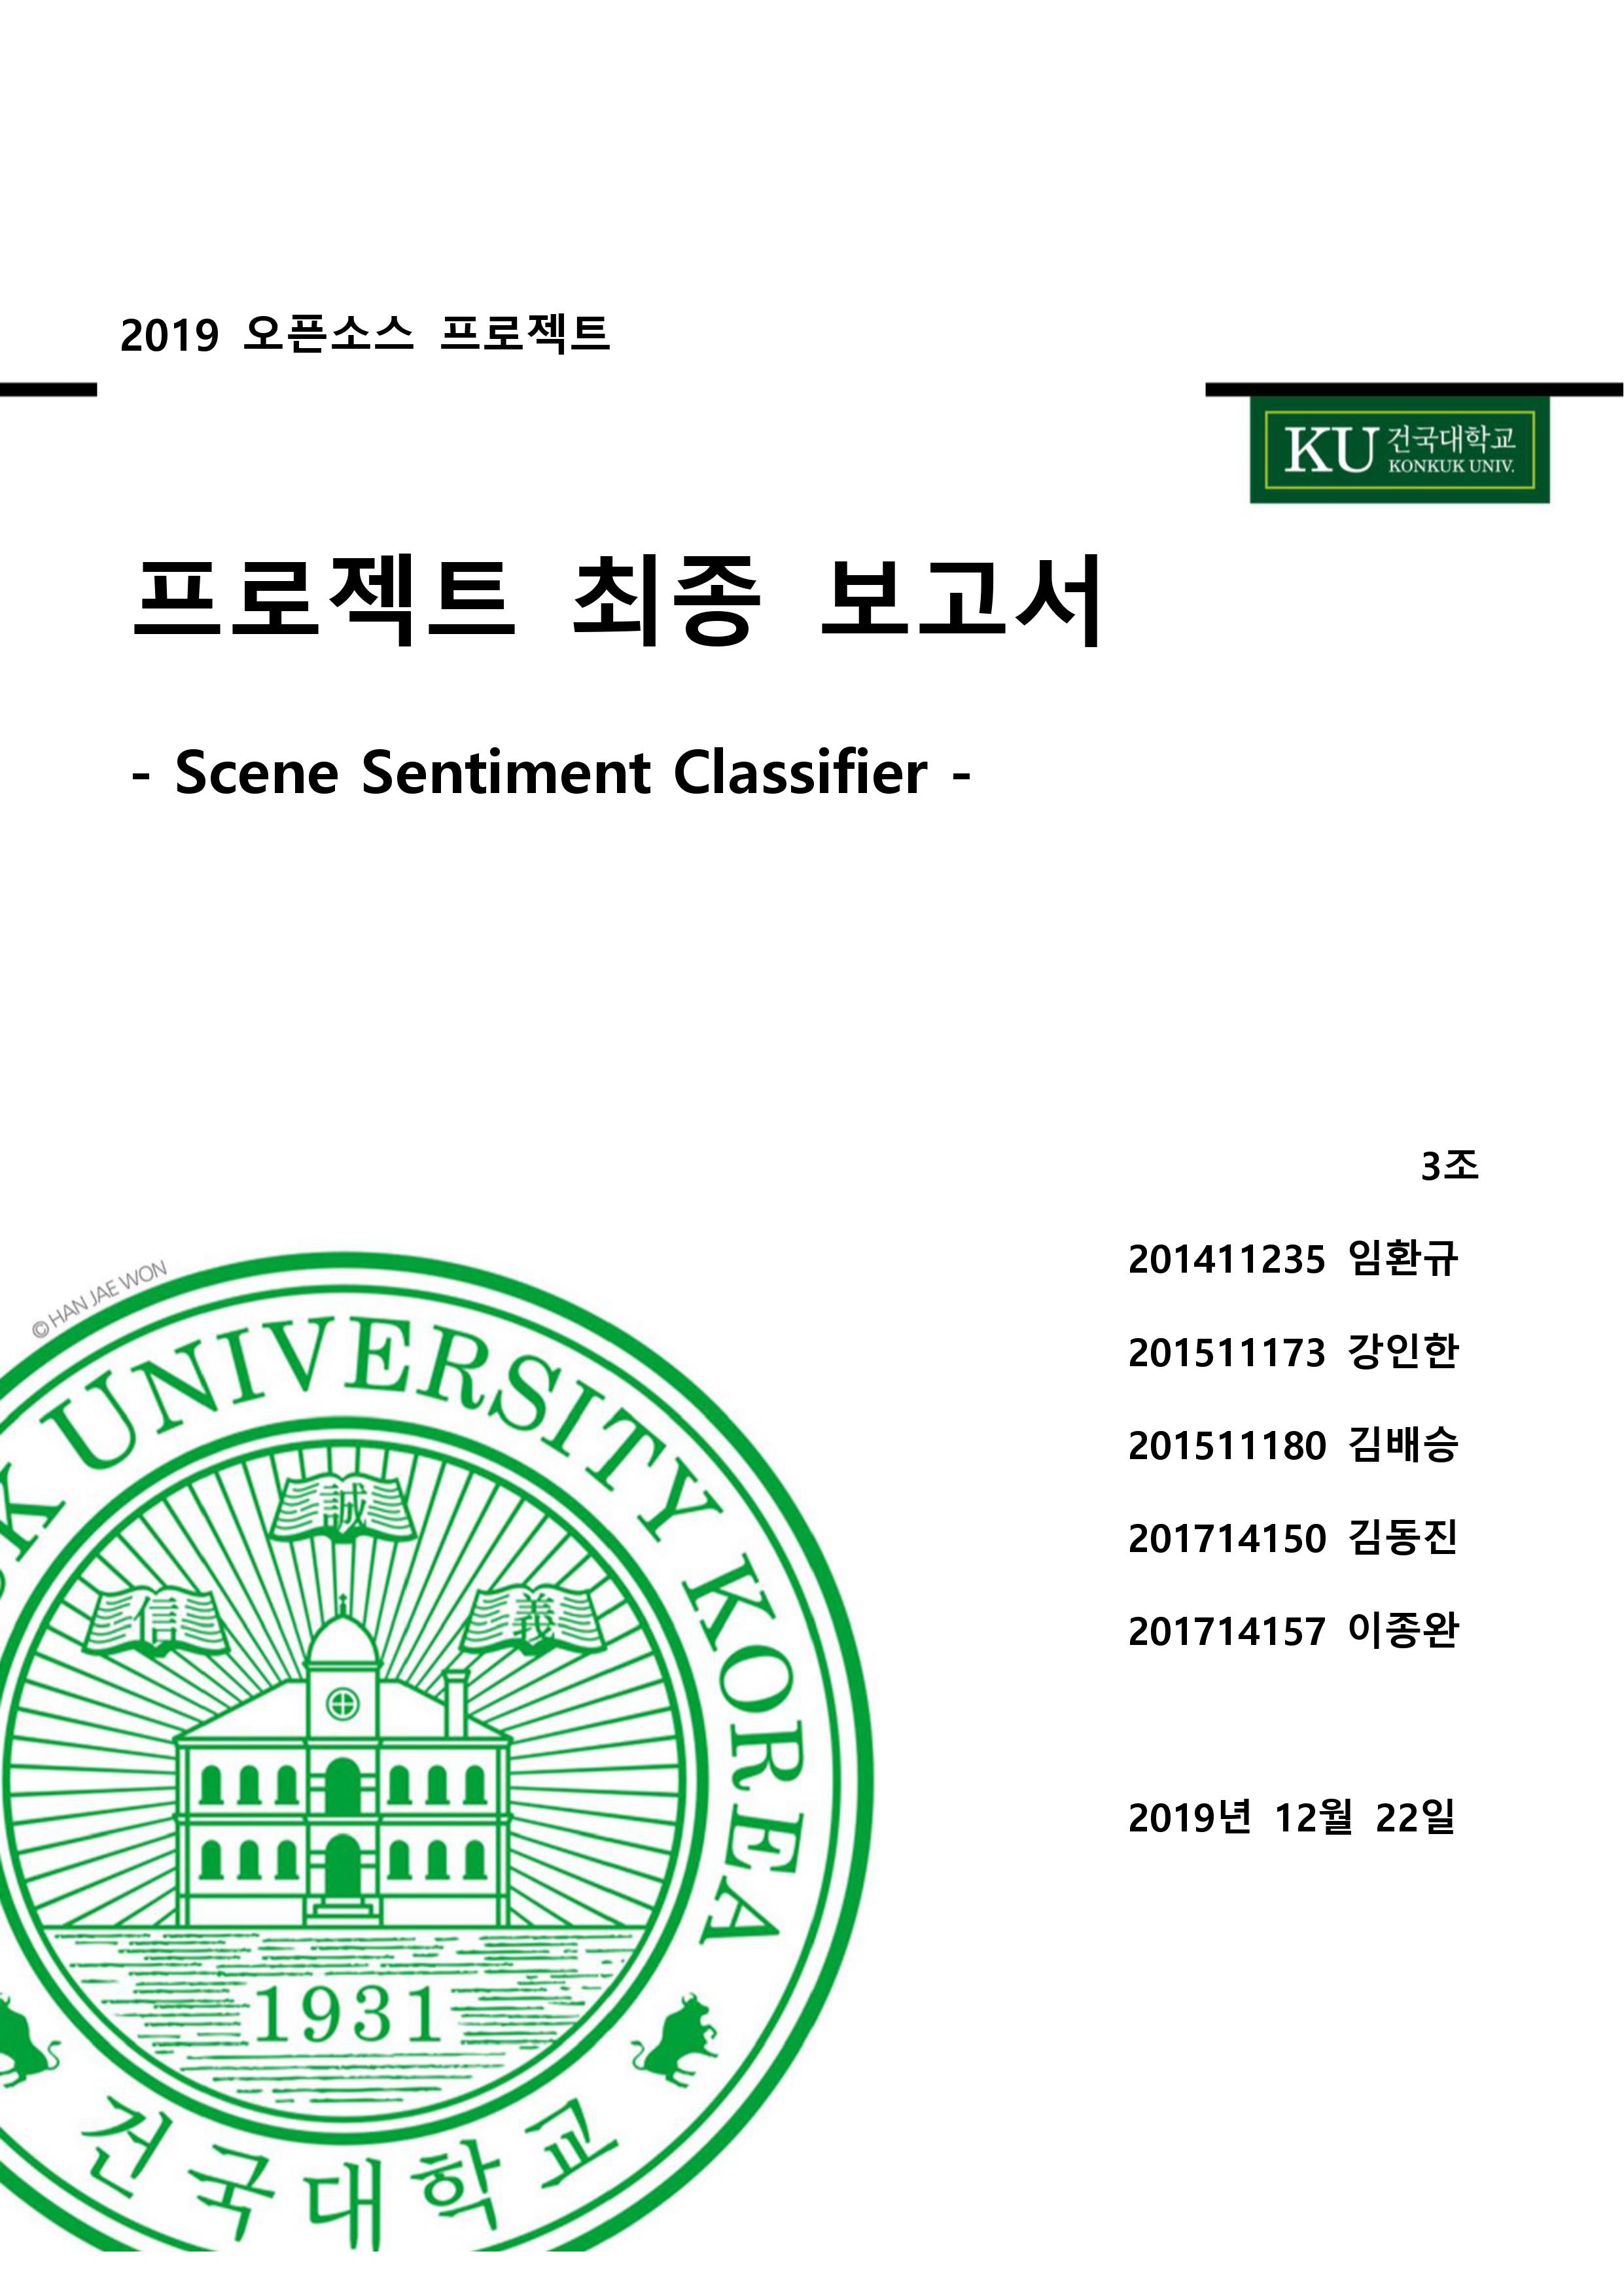 2019 오픈소스 프로젝트
KU 건국대학교
KONKUK UNIV.
프로젝트 최종 보고서
- Scene Sentiment Classifier -
3조
201411235 임환규
201511173 강인한
201511180 김배승
201714150 김동진
201714157 이종완
2019년 12월 22일
© HAN JAE WON
UNIVERSITY KOREA
誠
信
義
1931
건국대학교